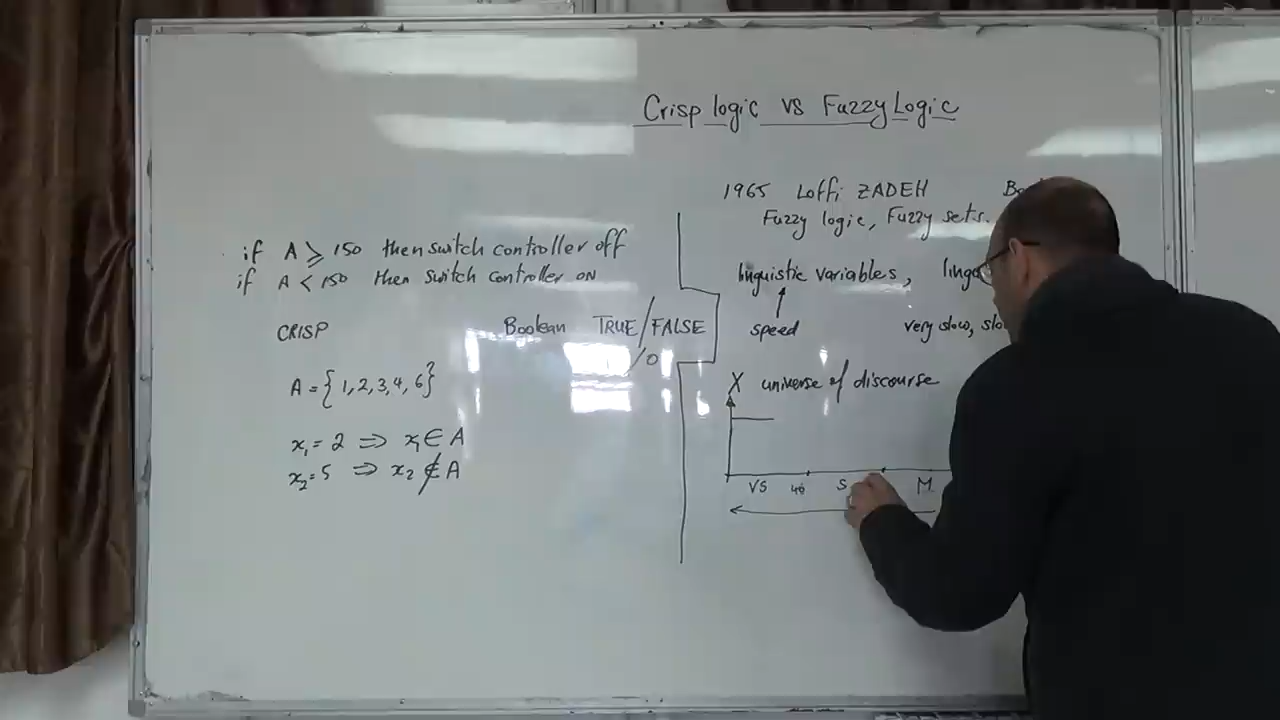 Crisp logic vs Fuzzy Logic
if A ⩾ 150 then switch controller off
if A < 150 then switch controller ON
CRISP
Boolean TRUE/FALSE
/0
A = {1,2,3,4,6}
x₁ = 2 ⇒ x₁ ∈ A
x₂ = 5 ⇒ x₂ ∉ A
1965 Loffi ZADEH
Fuzzy logic, Fuzzy sets.
linguistic variables,
speed
very slow,
X universe of discourse
VS 40 S M